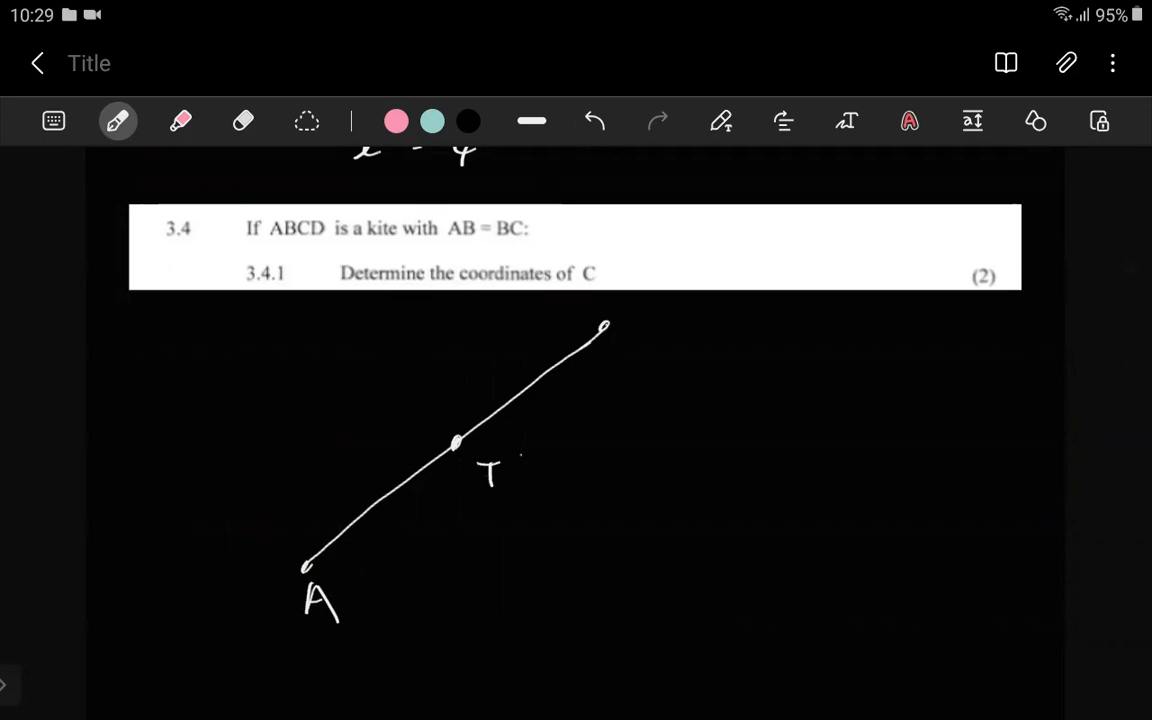 10:29 95%
Title
3.4 If ABCD is a kite with AB = BC:
3.4.1 Determine the coordinates of C (2)
T
A